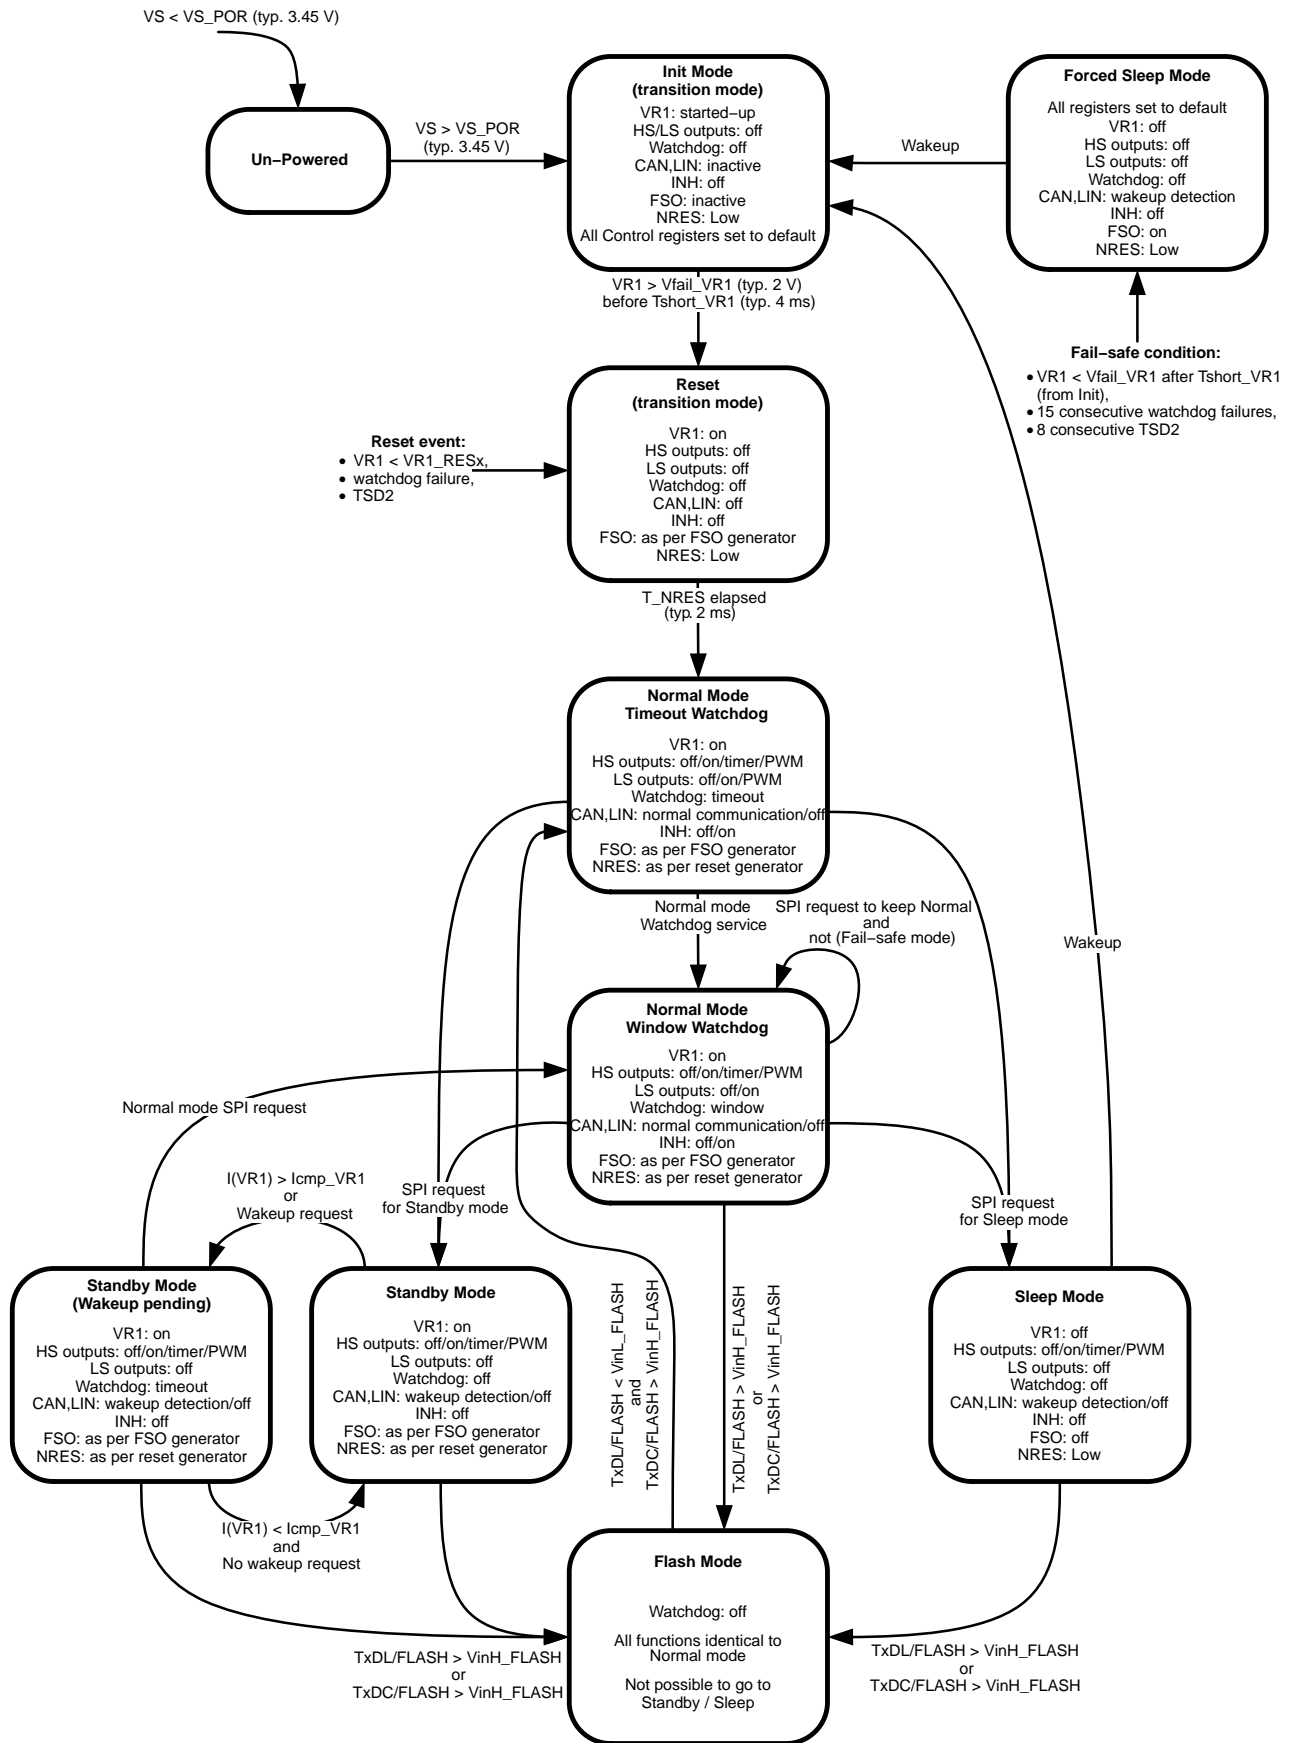 VS < VS_POR (typ. 3.45 V)
Un−Powered
VS > VS_POR
(typ. 3.45 V)
Init Mode
(transition mode)
VR1: started−up
HS/LS outputs: off
Watchdog: off
CAN,LIN: inactive
INH: off
FSO: inactive
NRES: Low
All Control registers set to default
Wakeup
Forced Sleep Mode
All registers set to default
VR1: off
HS outputs: off
LS outputs: off
Watchdog: off
CAN,LIN: wakeup detection
INH: off
FSO: on
NRES: Low
VR1 > Vfail_VR1 (typ. 2 V)
before Tshort_VR1 (typ. 4 ms)
Fail−safe condition:
• VR1 < Vfail_VR1 after Tshort_VR1
(from Init),
• 15 consecutive watchdog failures,
• 8 consecutive TSD2
Reset event:
• VR1 < VR1_RESx,
• watchdog failure,
• TSD2
Reset
(transition mode)
VR1: on
HS outputs: off
LS outputs: off
Watchdog: off
CAN,LIN: off
INH: off
FSO: as per FSO generator
NRES: Low
T_NRES elapsed
(typ. 2 ms)
Normal Mode
Timeout Watchdog
VR1: on
HS outputs: off/on/timer/PWM
LS outputs: off/on/PWM
Watchdog: timeout
CAN,LIN: normal communication/off
INH: off/on
FSO: as per FSO generator
NRES: as per reset generator
Normal mode
Watchdog service
SPI request to keep Normal
and
not (Fail−safe mode)
Wakeup
Normal Mode
Window Watchdog
VR1: on
HS outputs: off/on/timer/PWM
LS outputs: off/on
Watchdog: window
CAN,LIN: normal communication/off
INH: off/on
FSO: as per FSO generator
NRES: as per reset generator
Normal mode SPI request
I(VR1) > Icmp_VR1
or
Wakeup request
SPI request
for Standby mode
SPI request
for Sleep mode
Standby Mode
(Wakeup pending)
VR1: on
HS outputs: off/on/timer/PWM
LS outputs: off
Watchdog: timeout
CAN,LIN: wakeup detection/off
INH: off
FSO: as per FSO generator
NRES: as per reset generator
Standby Mode
VR1: on
HS outputs: off/on/timer/PWM
LS outputs: off
Watchdog: off
CAN,LIN: wakeup detection/off
INH: off
FSO: as per FSO generator
NRES: as per reset generator
TxDL/FLASH < VinL_FLASH
and
TxDC/FLASH > VinH_FLASH
TxDL/FLASH > VinH_FLASH
or
TxDC/FLASH > VinH_FLASH
Sleep Mode
VR1: off
HS outputs: off/on/timer/PWM
LS outputs: off
Watchdog: off
CAN,LIN: wakeup detection/off
INH: off
FSO: off
NRES: Low
I(VR1) < Icmp_VR1
and
No wakeup request
TxDL/FLASH > VinH_FLASH
or
TxDC/FLASH > VinH_FLASH
Flash Mode
Watchdog: off
All functions identical to
Normal mode
Not possible to go to
Standby / Sleep
TxDL/FLASH > VinH_FLASH
or
TxDC/FLASH > VinH_FLASH